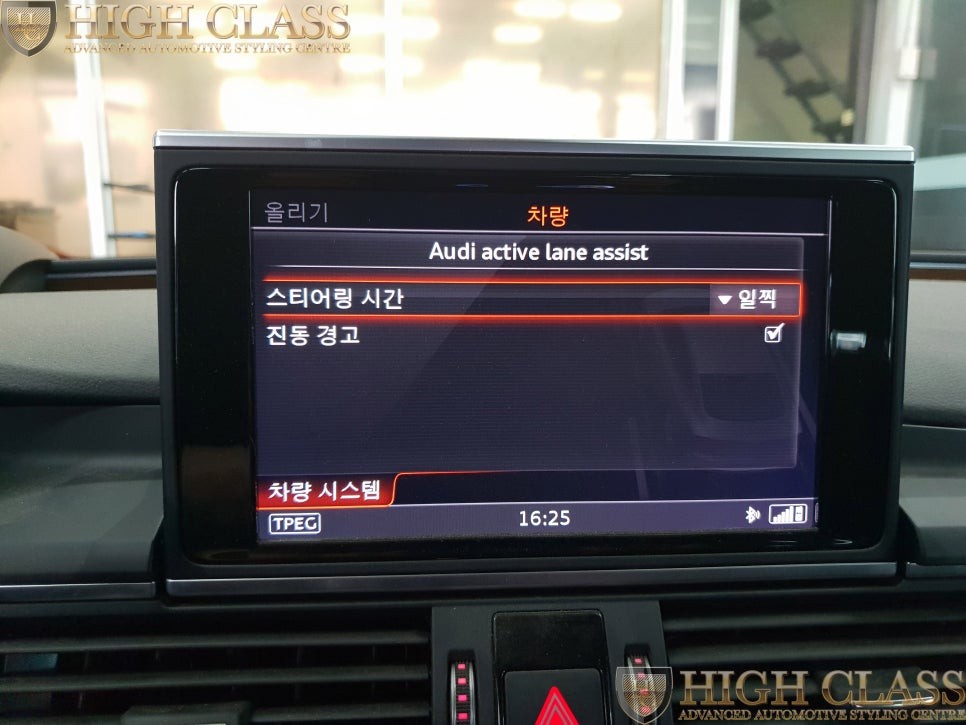 HIGH CLASS
ADVANCED AUTOMOTIVE STYLING CENTRE
올리기
차량
Audi active lane assist
스티어링 시간 일찍
진동 경고
차량 시스템
TPEG
16:25
HIGH CLASS
ADVANCED AUTOMOTIVE STYLING CENTRE